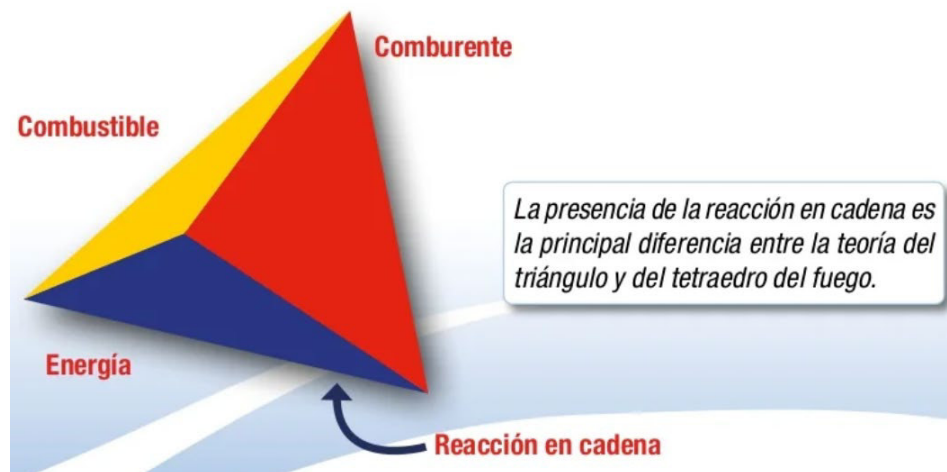 Comburente
Combustible
La presencia de la reacción en cadena es
la principal diferencia entre la teoría del
triángulo y del tetraedro del fuego.
Energía
Reacción en cadena